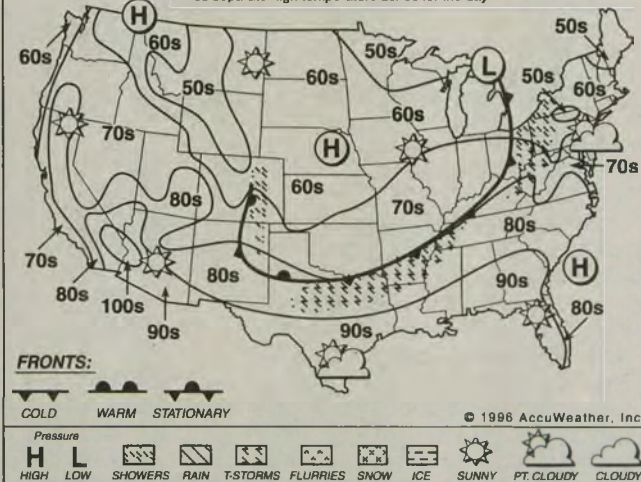 60s
H
60s
50s
60s
50s
L
50s
50s
60s
60s
70s
H
70s
80s
60s
70s
80s
70s
80s
100s
90s
80s
90s
90s
H
80s
FRONTS:
COLD WARM STATIONARY
© 1996 AccuWeather, Inc
Pressure
H L
HIGH LOW SHOWERS RAIN T-STORMS FLURRIES SNOW ICE SUNNY PT. CLOUDY CLOUDY